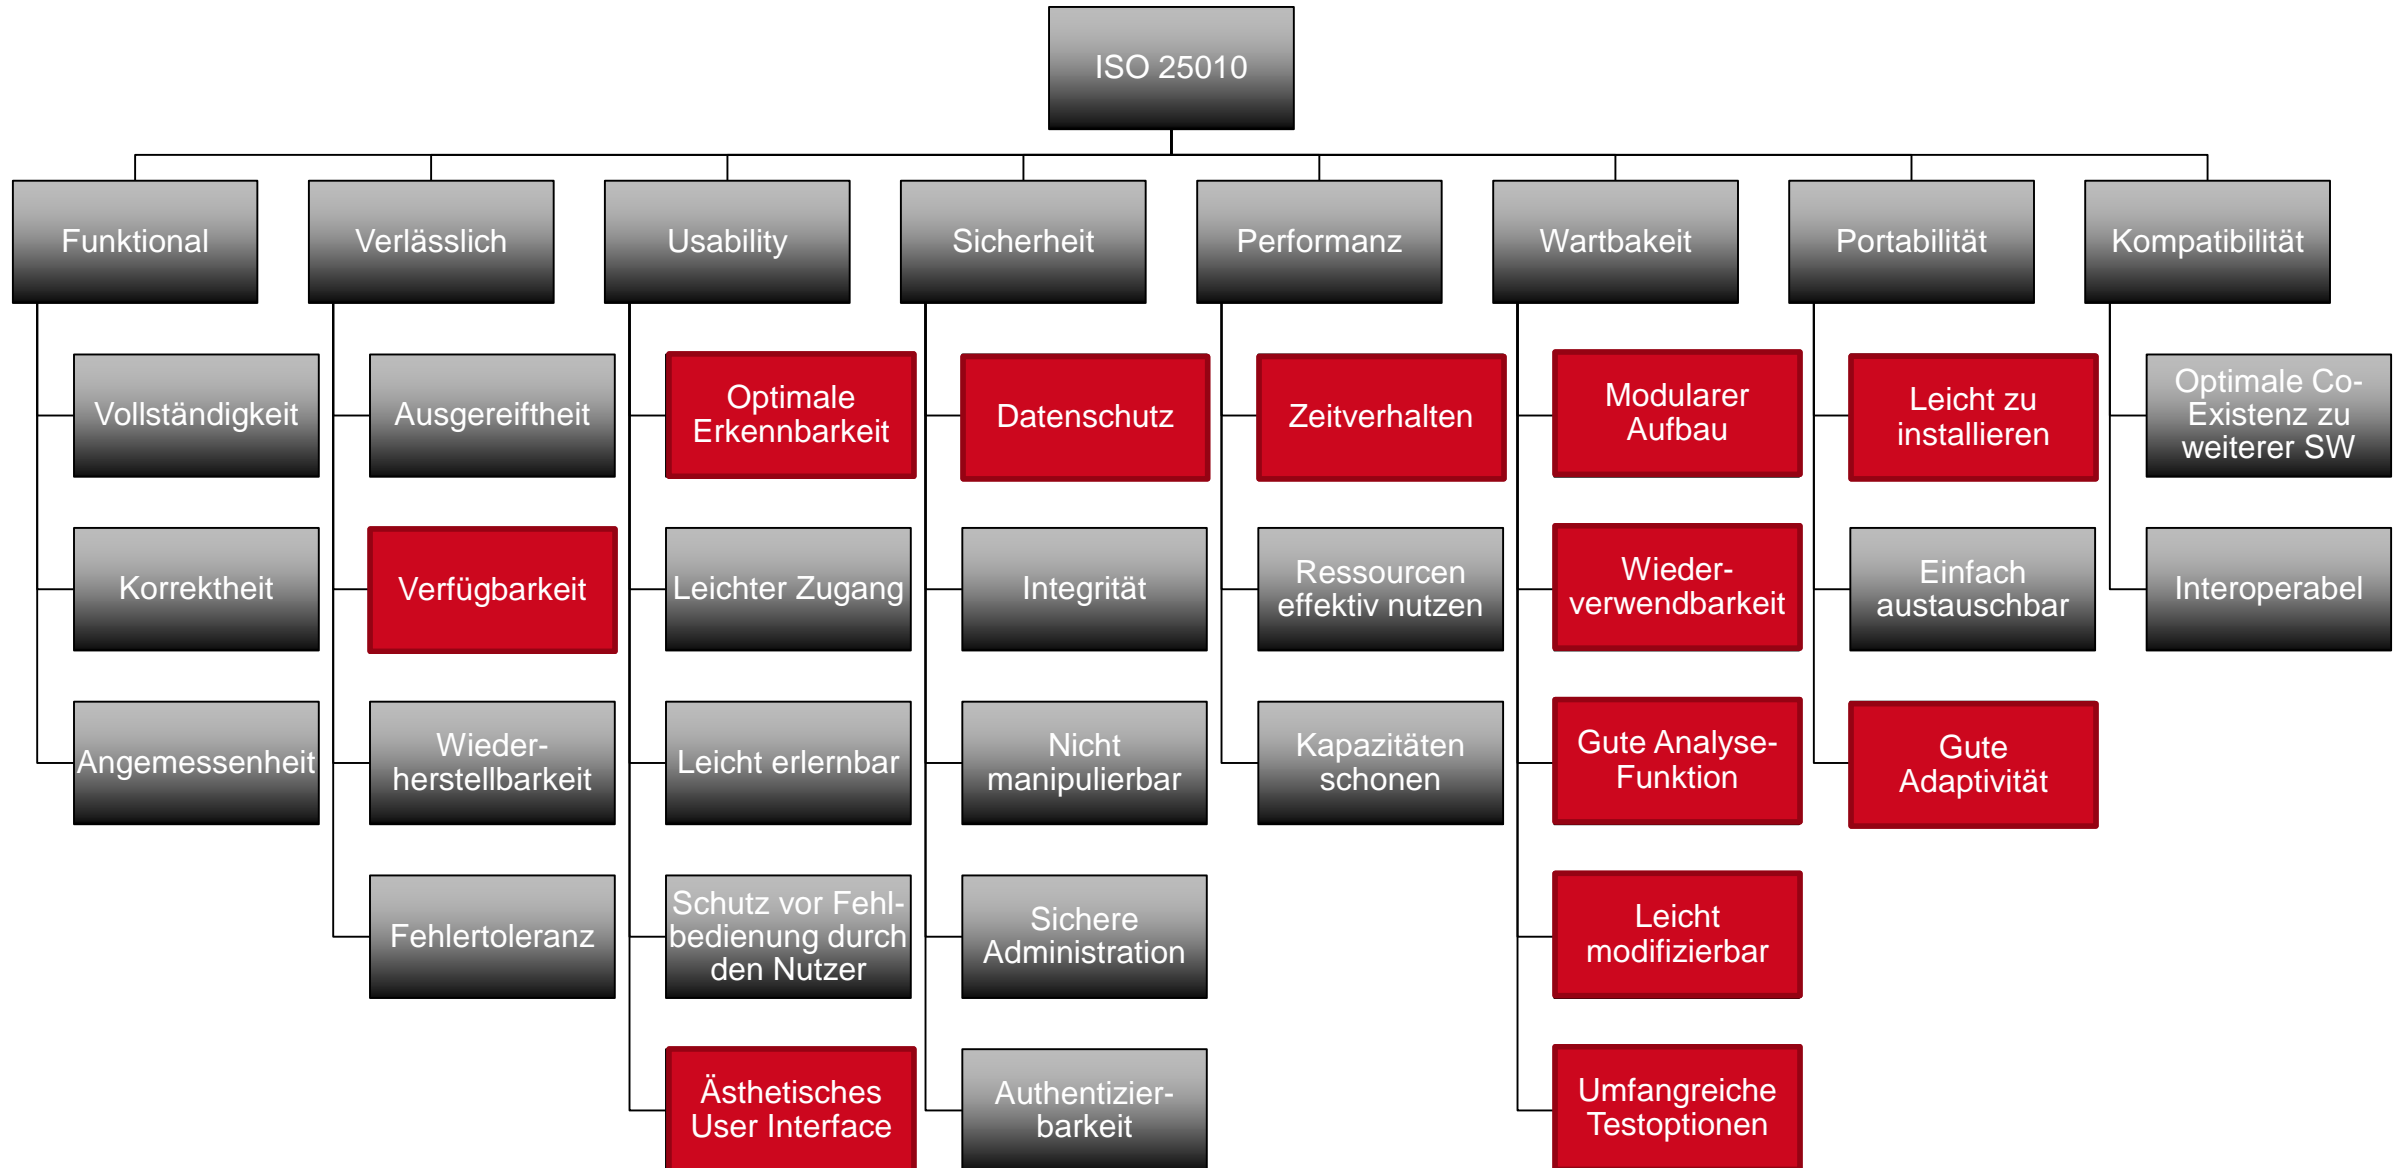 ISO 25010
Funktional
Verlässlich
Usability
Sicherheit
Performanz
Wartbakeit
Portabilität
Kompatibilität
Vollständigkeit
Korrektheit
Angemessenheit
Ausgereiftheit
Verfügbarkeit
Wieder-
herstellbarkeit
Fehlertoleranz
Optimale
Erkennbarkeit
Leichter Zugang
Leicht erlernbar
Schutz vor Fehl-
bedienung durch
den Nutzer
Ästhetisches
User Interface
Datenschutz
Integrität
Nicht
manipulierbar
Sichere
Administration
Authentizier-
barkeit
Zeitverhalten
Ressourcen
effektiv nutzen
Kapazitäten
schonen
Modularer
Aufbau
Wieder-
verwendbarkeit
Gute Analyse-
Funktion
Leicht
modifizierbar
Umfangreiche
Testoptionen
Leicht zu
installieren
Einfach
austauschbar
Gute
Adaptivität
Optimale Co-
Existenz zu
weiterer SW
Interoperabel